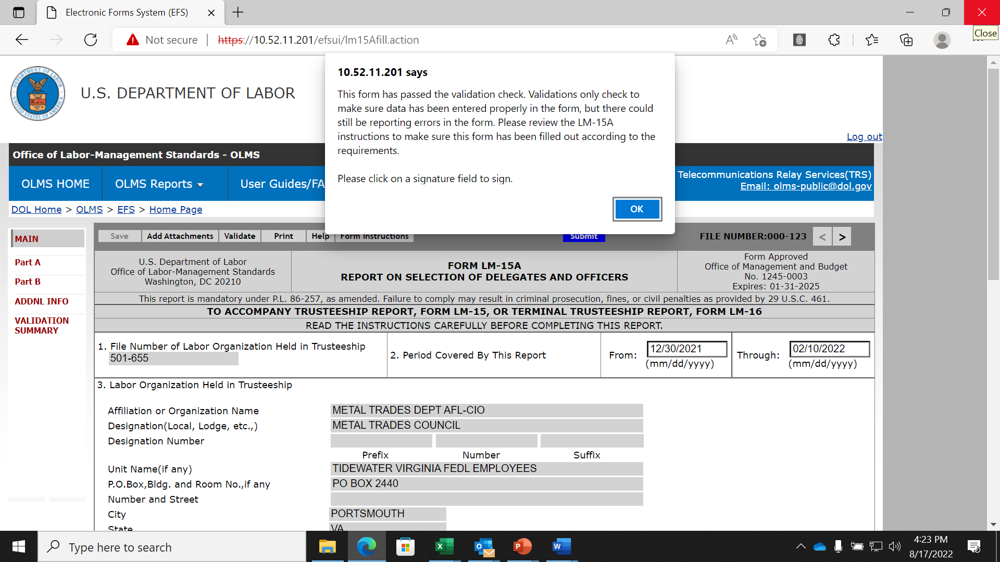 Electronic Forms System (EFS)
Close
Not secure | https://10.52.11.201/efsui/lm15Afill.action
10.52.11.201 says
This form has passed the validation check. Validations only check to
make sure data has been entered properly in the form, but there could
still be reporting errors in the form. Please review the LM-15A
instructions to make sure this form has been filled out according to the
requirements.
Please click on a signature field to sign.
OK
U.S. DEPARTMENT OF LABOR
Log out
Office of Labor-Management Standards - OLMS
OLMS HOME
OLMS Reports
User Guides/FA
Telecommunications Relay Services(TRS)
Email: olms-public@dol.gov
DOL Home > OLMS > EFS > Home Page
MAIN
Part A
Part B
ADDNL INFO
VALIDATION
SUMMARY
Save
Add Attachments
Validate
Print
Help
Form Instructions
Submit
FILE NUMBER:000-123
<
>
U.S. Department of Labor
Office of Labor-Management Standards
Washington, DC 20210
FORM LM-15A
REPORT ON SELECTION OF DELEGATES AND OFFICERS
Form Approved
Office of Management and Budget
No. 1245-0003
Expires: 01-31-2025
This report is mandatory under P.L. 86-257, as amended. Failure to comply may result in criminal prosecution, fines, or civil penalties as provided by 29 U.S.C. 461.
TO ACCOMPANY TRUSTEESHIP REPORT, FORM LM-15, OR TERMINAL TRUSTEESHIP REPORT, FORM LM-16
READ THE INSTRUCTIONS CAREFULLY BEFORE COMPLETING THIS REPORT.
1. File Number of Labor Organization Held in Trusteeship
501-655
2. Period Covered By This Report
From: 12/30/2021
(mm/dd/yyyy)
Through: 02/10/2022
(mm/dd/yyyy)
3. Labor Organization Held in Trusteeship
Affiliation or Organization Name METAL TRADES DEPT AFL-CIO
Designation(Local, Lodge, etc.,) METAL TRADES COUNCIL
Designation Number
Prefix Number Suffix
Unit Name(if any) TIDEWATER VIRGINIA FEDL EMPLOYEES
P.O.Box,Bldg. and Room No.,if any PO BOX 2440
Number and Street
City PORTSMOUTH
State VA
Type here to search
4:23 PM
8/17/2022